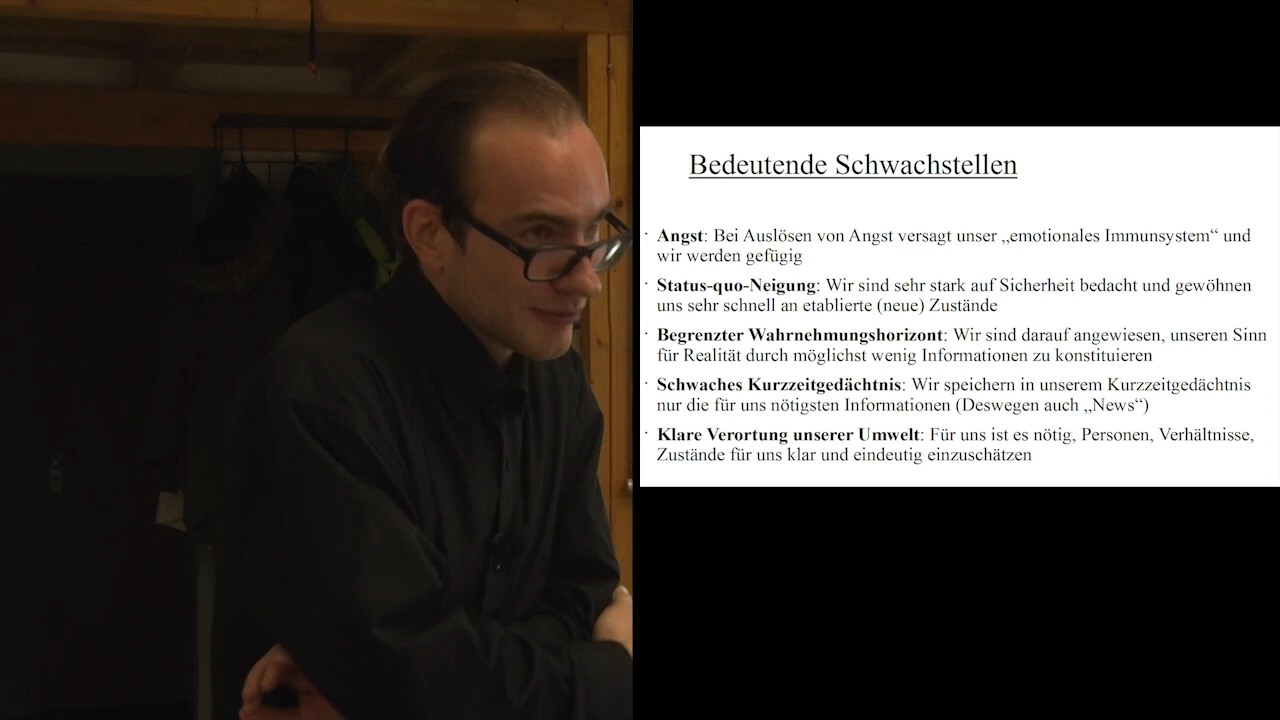 Bedeutende Schwachstellen
· Angst: Bei Auslösen von Angst versagt unser „emotionales Immunsystem“ und
wir werden gefügig
· Status-quo-Neigung: Wir sind sehr stark auf Sicherheit bedacht und gewöhnen
uns sehr schnell an etablierte (neue) Zustände
· Begrenzter Wahrnehmungshorizont: Wir sind darauf angewiesen, unseren Sinn
für Realität durch möglichst wenig Informationen zu konstituieren
· Schwaches Kurzzeitgedächtnis: Wir speichern in unserem Kurzzeitgedächtnis
nur die für uns nötigsten Informationen (Deswegen auch „News“)
· Klare Verortung unserer Umwelt: Für uns ist es nötig, Personen, Verhältnisse,
Zustände für uns klar und eindeutig einzuschätzen